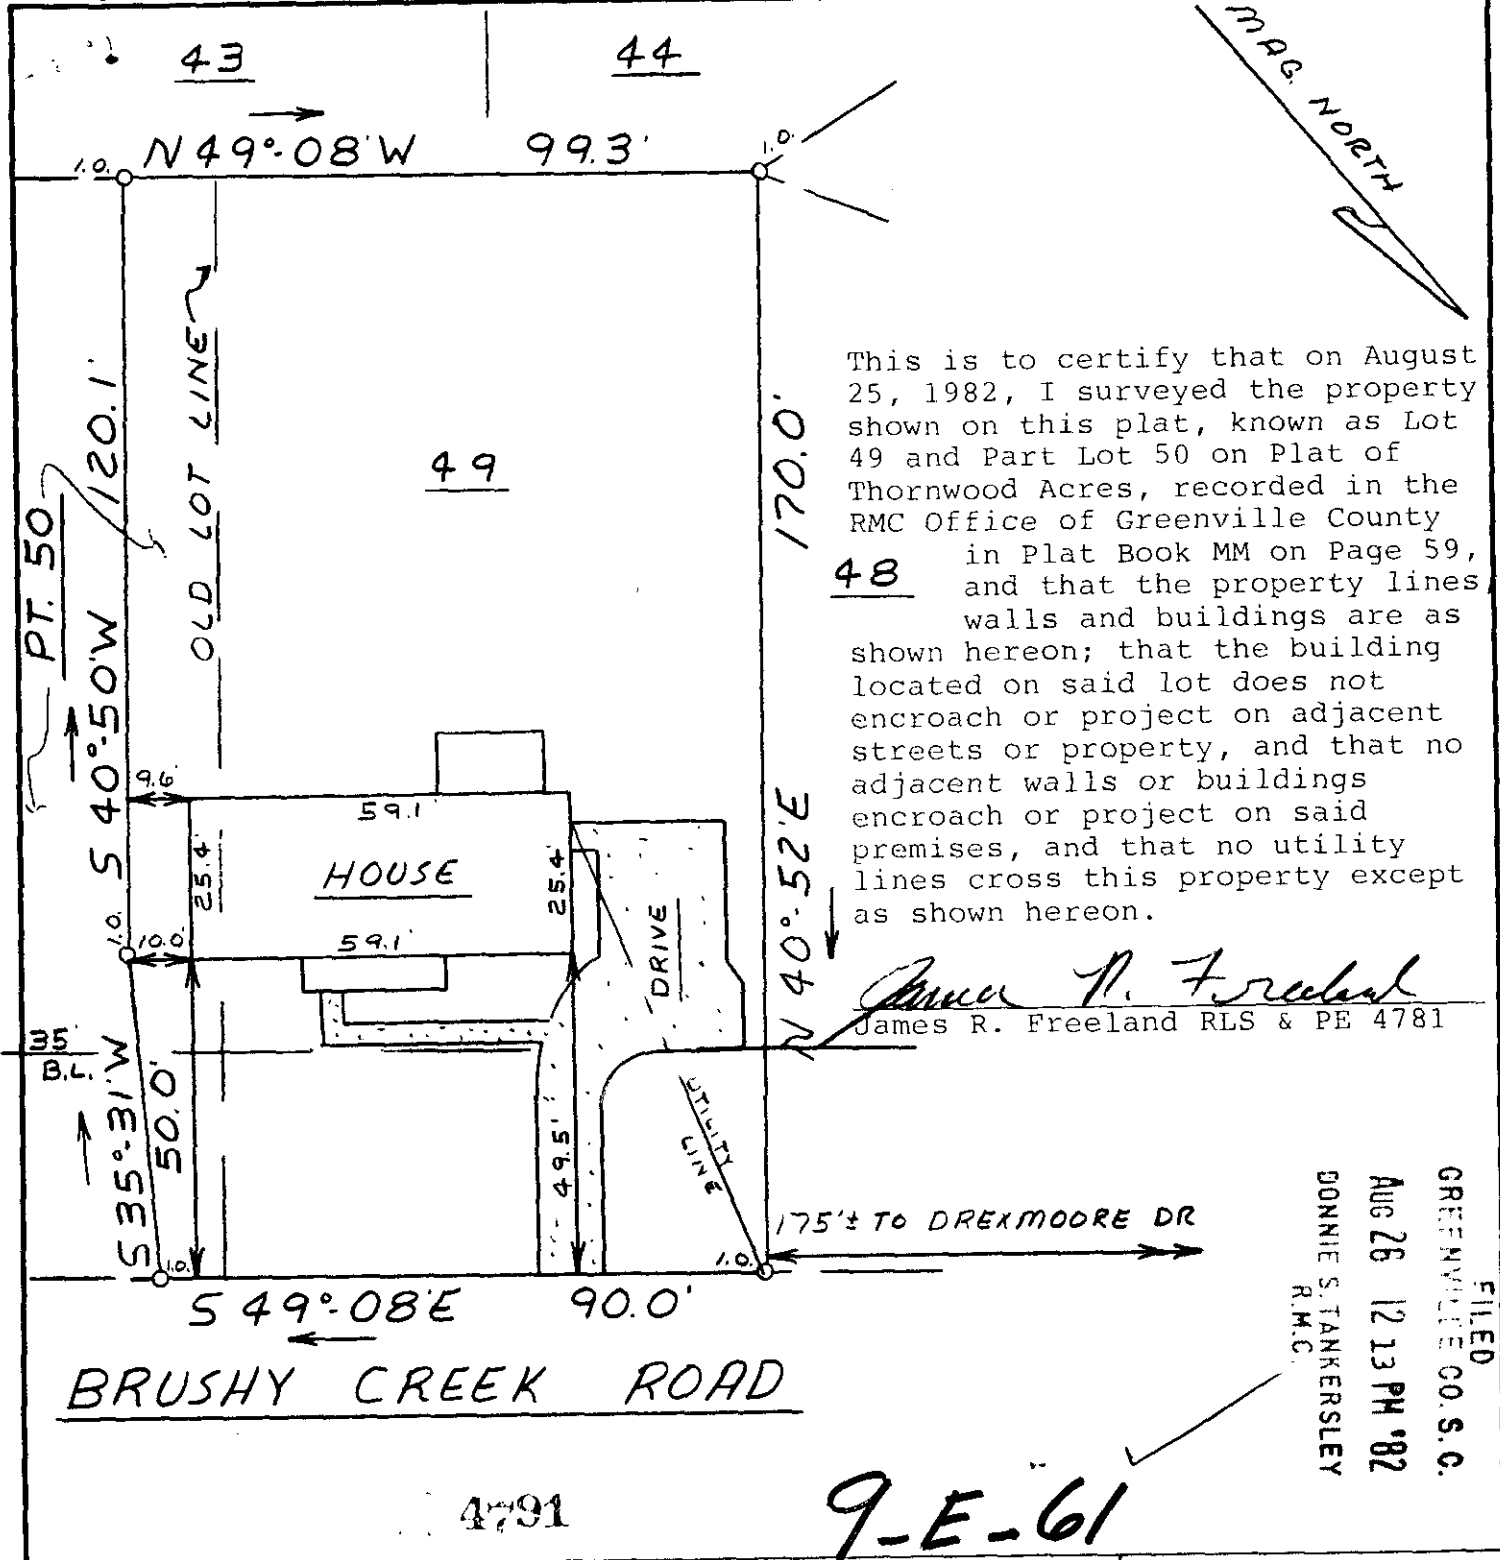 43
44
MAG. NORTH
N 49°-08'W 99.3'
I.O.
I.O.
OLD LOT LINE
PT. 50
S 40°-50'W 120.1'
49
170.0'
N 40°-52'E
48
This is to certify that on August
25, 1982, I surveyed the property
shown on this plat, known as Lot
49 and Part Lot 50 on Plat of
Thornwood Acres, recorded in the
RMC Office of Greenville County
in Plat Book MM on Page 59,
and that the property lines,
walls and buildings are as
shown hereon; that the building
located on said lot does not
encroach or project on adjacent
streets or property, and that no
adjacent walls or buildings
encroach or project on said
premises, and that no utility
lines cross this property except
as shown hereon.
James R. Freeland
James R. Freeland RLS & PE 4781
9.6'
59.1'
25.4'
HOUSE
25.4'
DRIVE
I.O.
10.0'
59.1'
35'
B.L.
S 35°-31'W
50.0'
49.5'
UTILITY
LINE
175'± TO DREXMOORE DR
I.O.
I.O.
S 49°-08'E 90.0'
BRUSHY CREEK ROAD
FILED
GREENVILLE CO. S. C.
AUG 26 12 13 PM '82
DONNIE S. TANKERSLEY
R.M.C.
4791
9-E-61